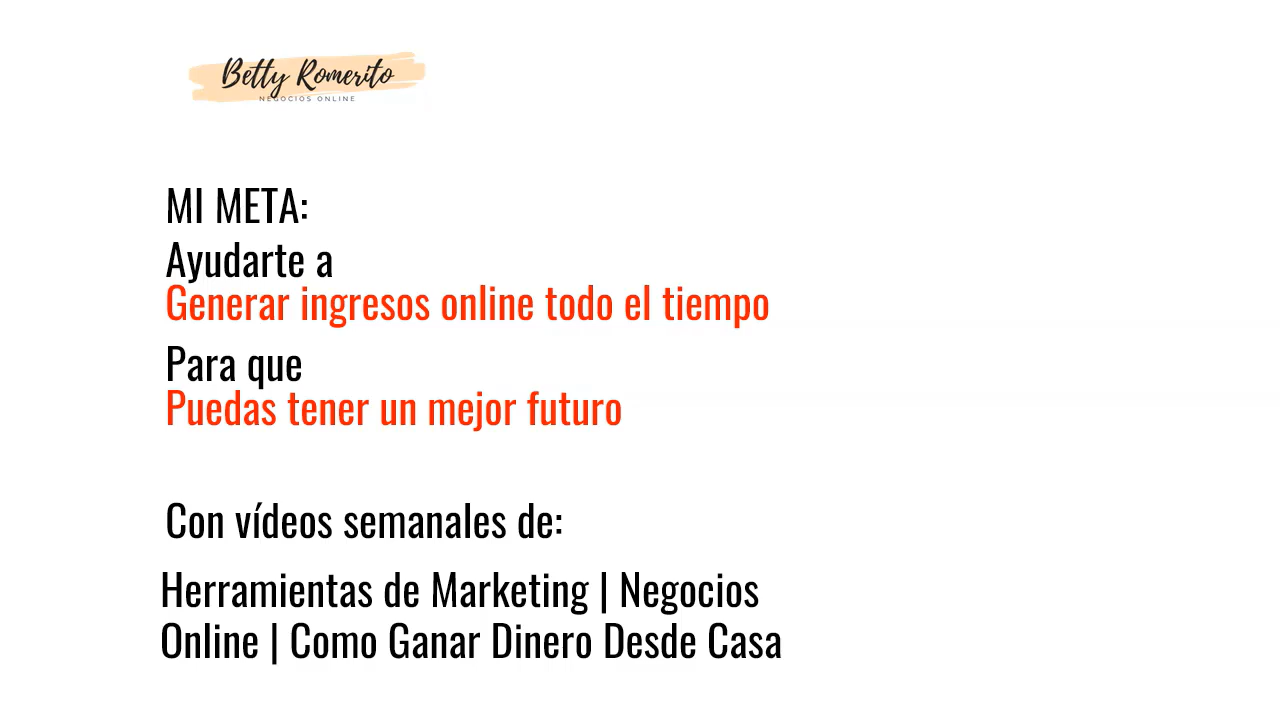 Betty Romerito
NEGOCIOS ONLINE
MI META:
Ayudarte a
Generar ingresos online todo el tiempo
Para que
Puedas tener un mejor futuro
Con vídeos semanales de:
Herramientas de Marketing | Negocios
Online | Como Ganar Dinero Desde Casa